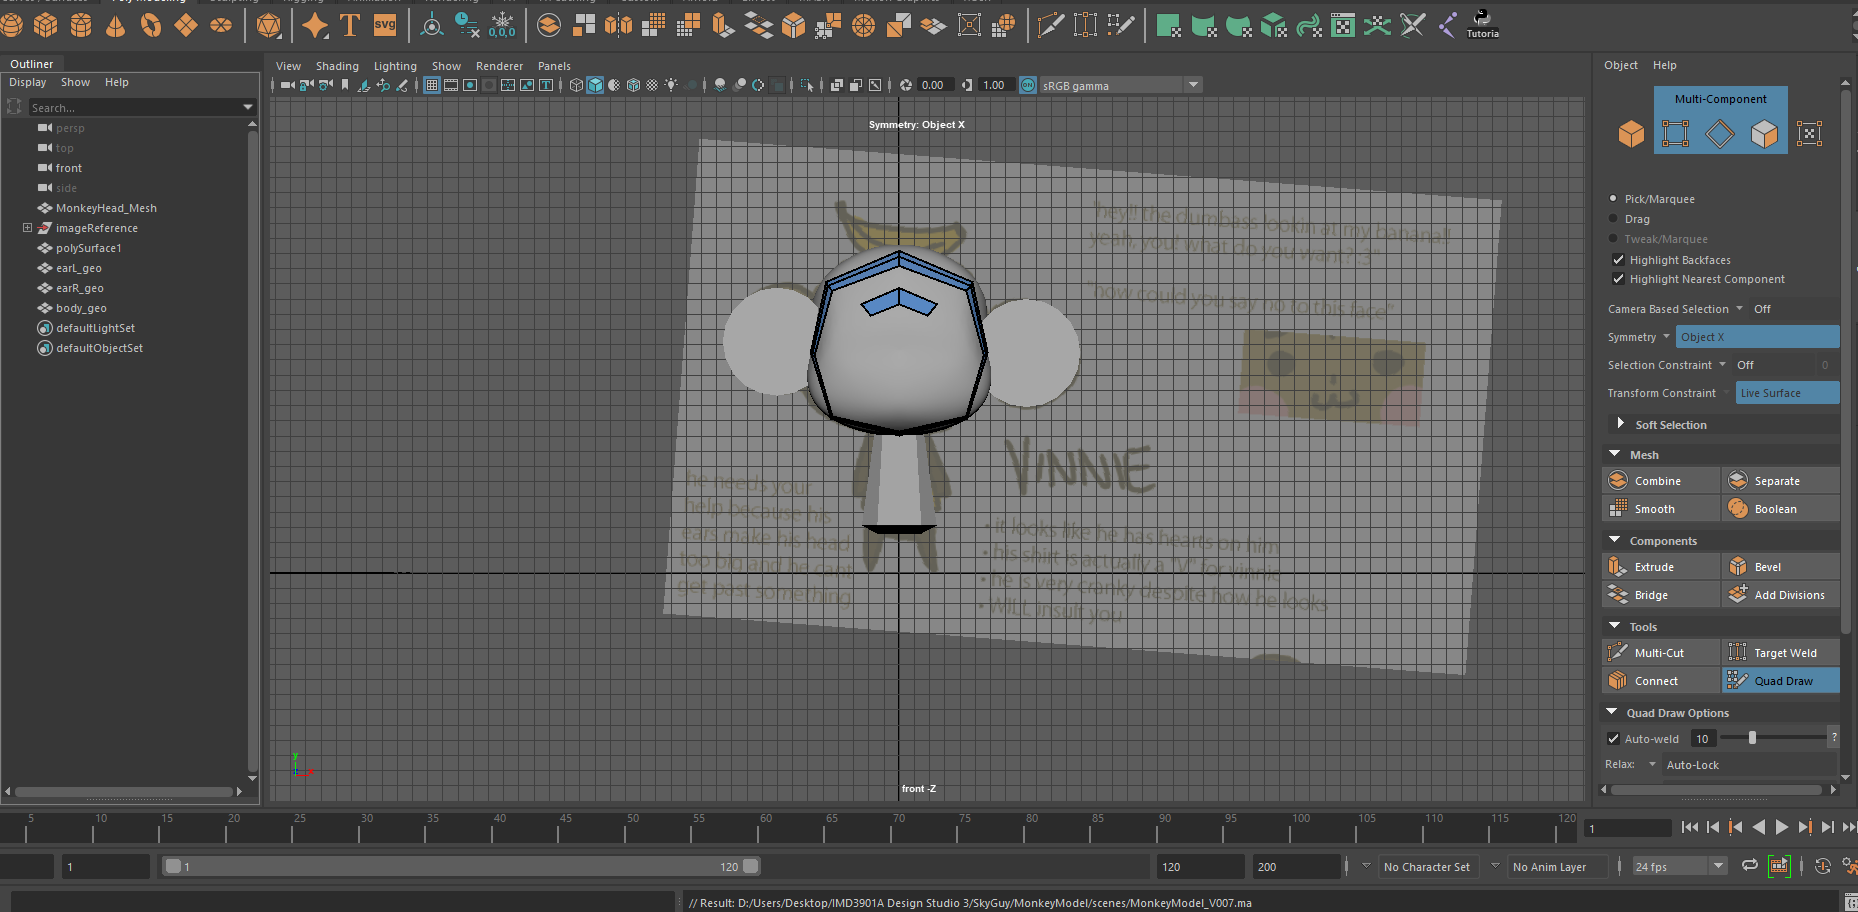 Outliner
Display Show Help
Search...
persp
top
front
side
MonkeyHead_Mesh
imageReference
polySurface1
earL_geo
earR_geo
body_geo
defaultLightSet
defaultObjectSet
svg
0,0,0
Tutoria
View Shading Lighting Show Renderer Panels
0.00 1.00 ON sRGB gamma
Symmetry: Object X
"hey!! the dumbass lookin at my banana!!
yeah, you! what do you want? :3"
"how could you say no to this face"
VINNIE
he needs your
help because his
ears make his head
too big and he cant
get past something
• it looks like he has hearts on him
• his shirt is actually a "V" for vinnie
• he is very cranky despite how he looks
• WILL insult you
y
front -Z
Object Help
Multi-Component
Pick/Marquee
Drag
Tweak/Marquee
Highlight Backfaces
Highlight Nearest Component
Camera Based Selection Off
Symmetry Object X
Selection Constraint Off 0
Transform Constraint Live Surface
Soft Selection
Mesh
Combine Separate
Smooth Boolean
Components
Extrude Bevel
Bridge Add Divisions
Tools
Multi-Cut Target Weld
Connect Quad Draw
Quad Draw Options
Auto-weld 10 ?
Relax: Auto-Lock
5 10 15 20 25 30 35 40 45 50 55 60 65 70 75 80 85 90 95 100 105 110 115 120 1
1 1 120 120 200 No Character Set No Anim Layer 24 fps
// Result: D:/Users/Desktop/IMD3901A Design Studio 3/SkyGuy/MonkeyModel/scenes/MonkeyModel_V007.ma